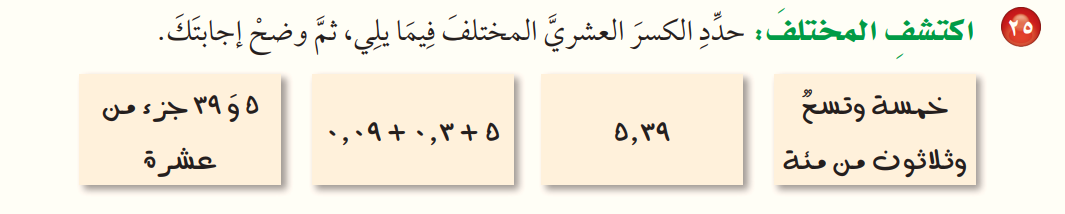 ٢٥ اكتشفِ المختلفَ: حدِّدِ الكسرَ العشريَّ المختلفَ فِيمَا يلِي، ثمَّ وضحْ إجابتَكَ.
خمسة وتسعٌ
وثلاثون من مئة
٥,٣٩
٥ + ٠,٣ + ٠,٠٩
٥ وَ ٣٩ جزء من
عشرة